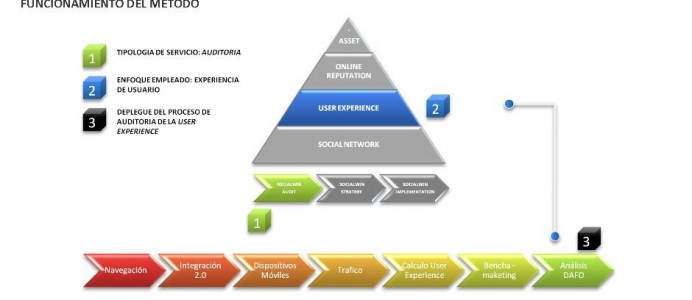 FUNCIONAMIENTO DEL METODO
1
TIPOLOGIA DE SERVICIO: AUDITORIA
2
ENFOQUE EMPLEADO: EXPERIENCIA
DE USUARIO
3
DEPLEGUE DEL PROCESO DE
AUDITORIA DE LA USER
EXPERIENCE
ASSET
ONLINE
REPUTATION
USER EXPERIENCE
2
SOCIAL NETWORK
SOCIALWIN
AUDIT
SOCIALWIN
STRATEGY
SOCIALWIN
IMPLEMENTATION
1
3
Navegación
Integración
2.0
Dispositivos
Móviles
Trafico
Calculo User
Experience
Bencha -
maketing
Análisis
DAFO